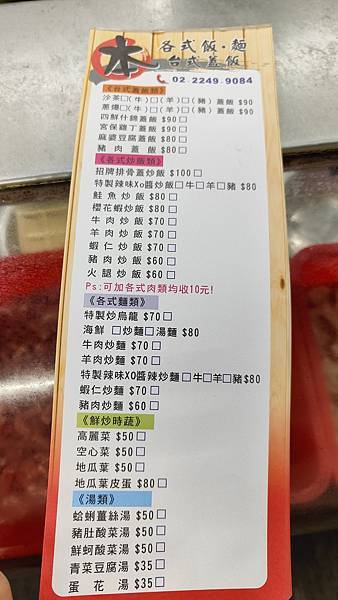 本 各式飯.麵
台式蓋飯
02-2249-9084
《台式蓋飯類》
沙茶□(牛)□(羊)□(豬)蓋飯 $90
蔥爆□(牛)□(羊)□(豬)蓋飯 $90
四鮮什錦蓋飯 $90□
宮保雞丁蓋飯 $90□
麻婆豆腐蓋飯 $80□
豬肉蓋飯 $80□
《各式炒飯類》
招牌排骨蓋炒飯 $100□
特製辣味Xo醬炒飯□牛□羊□豬 $80
鮭魚炒飯 $80□
櫻花蝦炒飯 $80□
牛肉炒飯 $70□
羊肉炒飯 $70□
蝦仁炒飯 $70□
豬肉炒飯 $60□
火腿炒飯 $60□
Ps:可加各式肉類均收10元!
《各式麵類》
特製炒烏龍 $70□
海鮮 □炒麵□湯麵 $80
牛肉炒麵 $70□
羊肉炒麵 $70□
特製辣味XO醬辣炒麵□牛□羊□豬$80
蝦仁炒麵 $70□
豬肉炒麵 $60□
《鮮炒時蔬》
高麗菜 $50□
空心菜 $50□
地瓜葉 $50□
地瓜葉皮蛋 $80□
《湯類》
蛤蜊薑絲湯 $50□
豬肚酸菜湯 $50□
鮮蚵酸菜湯 $50□
青菜豆腐湯 $35□
蛋花湯 $35□